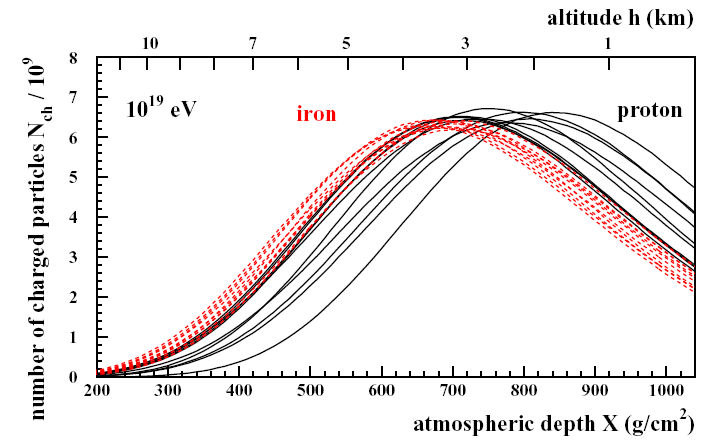 altitude h (km)
10 7 5 3 1
8
7
6
5
4
3
2
1
0
number of charged particles N_ch / 10^9
10^19 eV
iron
proton
200 300 400 500 600 700 800 900 1000
atmospheric depth X (g/cm^2)